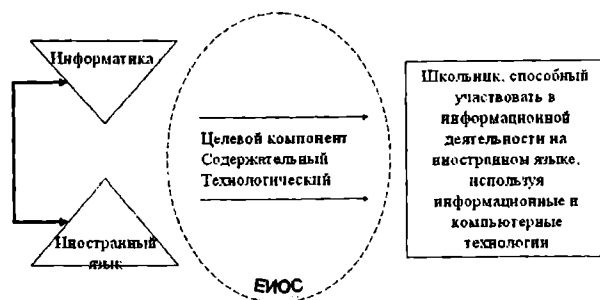 Информатика
Иностранный
язык
Целевой компонент
Содержательный
Технологический
ЕИОС
Школьник, способный
участвовать в
информационной
деятельности на
иностранном языке,
используя
информационные и
компьютерные
технологии